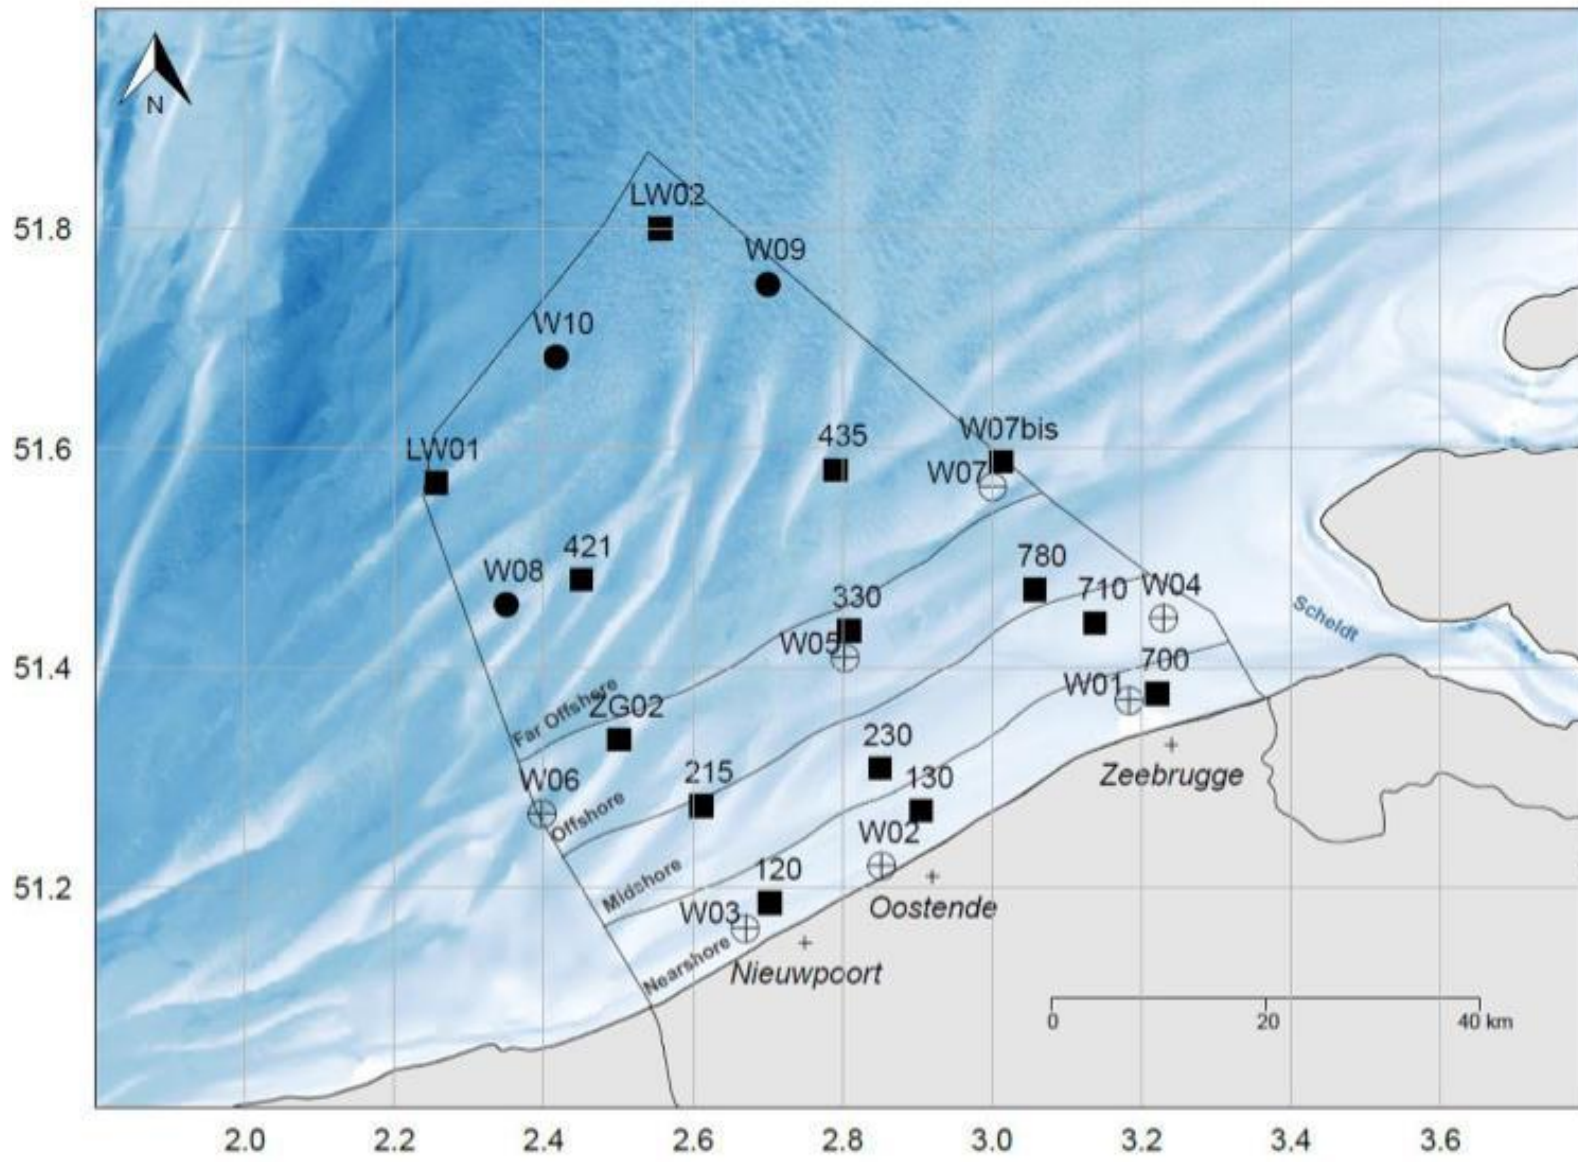 N
LW02
51.8
W09
W10
435
W07bis
51.6
LW01
W07
421
780
W08
330
710
W04
Scheldt
W05
51.4
700
W01
Far Offshore
ZG02
230
W06
215
130
Zeebrugge
Offshore
W02
120
Midshore
51.2
W03
Oostende
Nearshore
Nieuwpoort
0 20 40 km
2.0 2.2 2.4 2.6 2.8 3.0 3.2 3.4 3.6